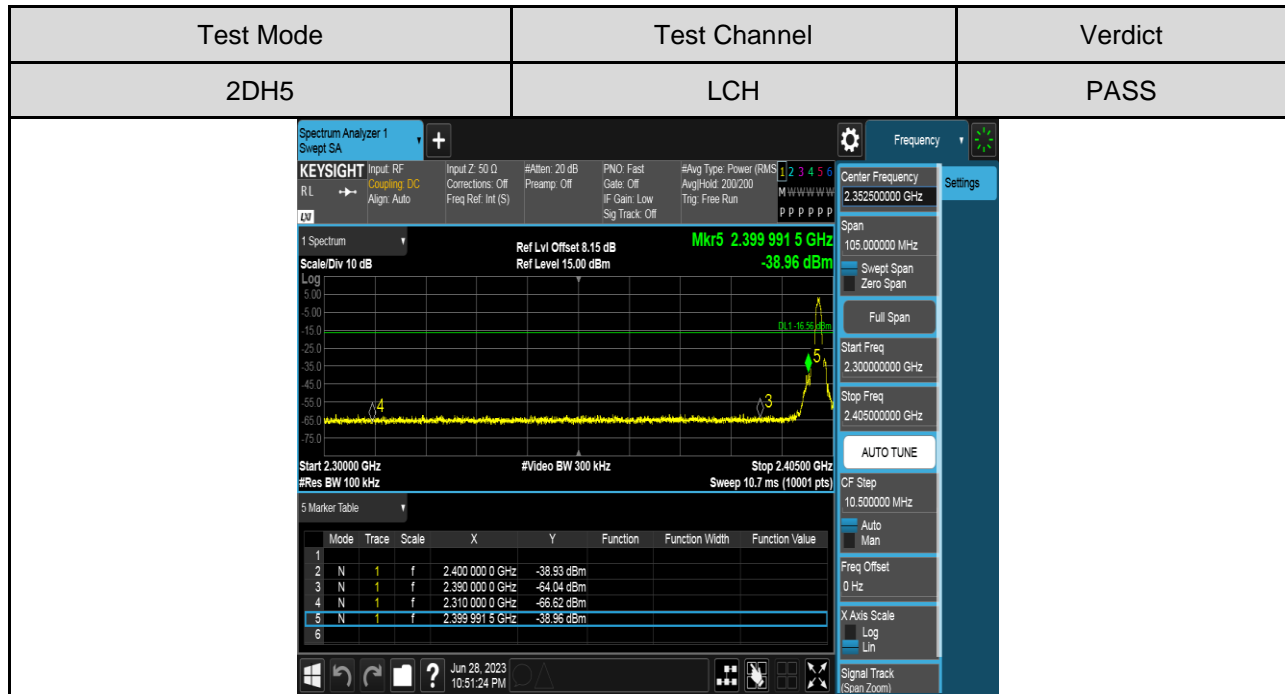 Test Mode Test Channel Verdict
2DH5 LCH PASS
Spectrum Analyzer 1
Swept SA
+
Frequency
KEYSIGHT Input: RF Input Z: 50 Ω #Atten: 20 dB PNO: Fast #Avg Type: Power (RMS 1 2 3 4 5 6
RL Coupling: DC Corrections: Off Preamp: Off Gate: Off Avg|Hold: 200/200 M W W W W W
Align: Auto Freq Ref: Int (S) IF Gain: Low Trig: Free Run
LXI Sig Track: Off P P P P P P
1 Spectrum Ref Lvl Offset 8.15 dB Mkr5 2.399 991 5 GHz
Scale/Div 10 dB Ref Level 15.00 dBm -38.96 dBm
Log
5.00
-5.00
-15.0 DL1 -16.56 dBm
-25.0
-35.0 5
-45.0
-55.0 4 3
-65.0
-75.0
Start 2.30000 GHz #Video BW 300 kHz Stop 2.40500 GHz
#Res BW 100 kHz Sweep 10.7 ms (10001 pts)
5 Marker Table
Mode Trace Scale X Y Function Function Width Function Value
1
2 N 1 f 2.400 000 0 GHz -38.93 dBm
3 N 1 f 2.390 000 0 GHz -64.04 dBm
4 N 1 f 2.310 000 0 GHz -66.62 dBm
5 N 1 f 2.399 991 5 GHz -38.96 dBm
6
Jun 28, 2023
10:51:24 PM
?
Center Frequency
2.352500000 GHz
Settings
Span
105.000000 MHz
Swept Span
Zero Span
Full Span
Start Freq
2.300000000 GHz
Stop Freq
2.405000000 GHz
AUTO TUNE
CF Step
10.500000 MHz
Auto
Man
Freq Offset
0 Hz
X Axis Scale
Log
Lin
Signal Track
(Span Zoom)